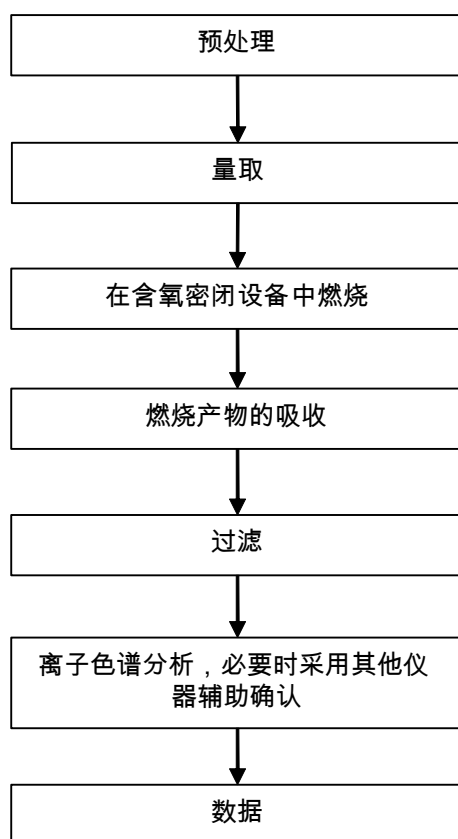 预处理
量取
在含氧密闭设备中燃烧
燃烧产物的吸收
过滤
离子色谱分析，必要时采用其他仪
器辅助确认
数据